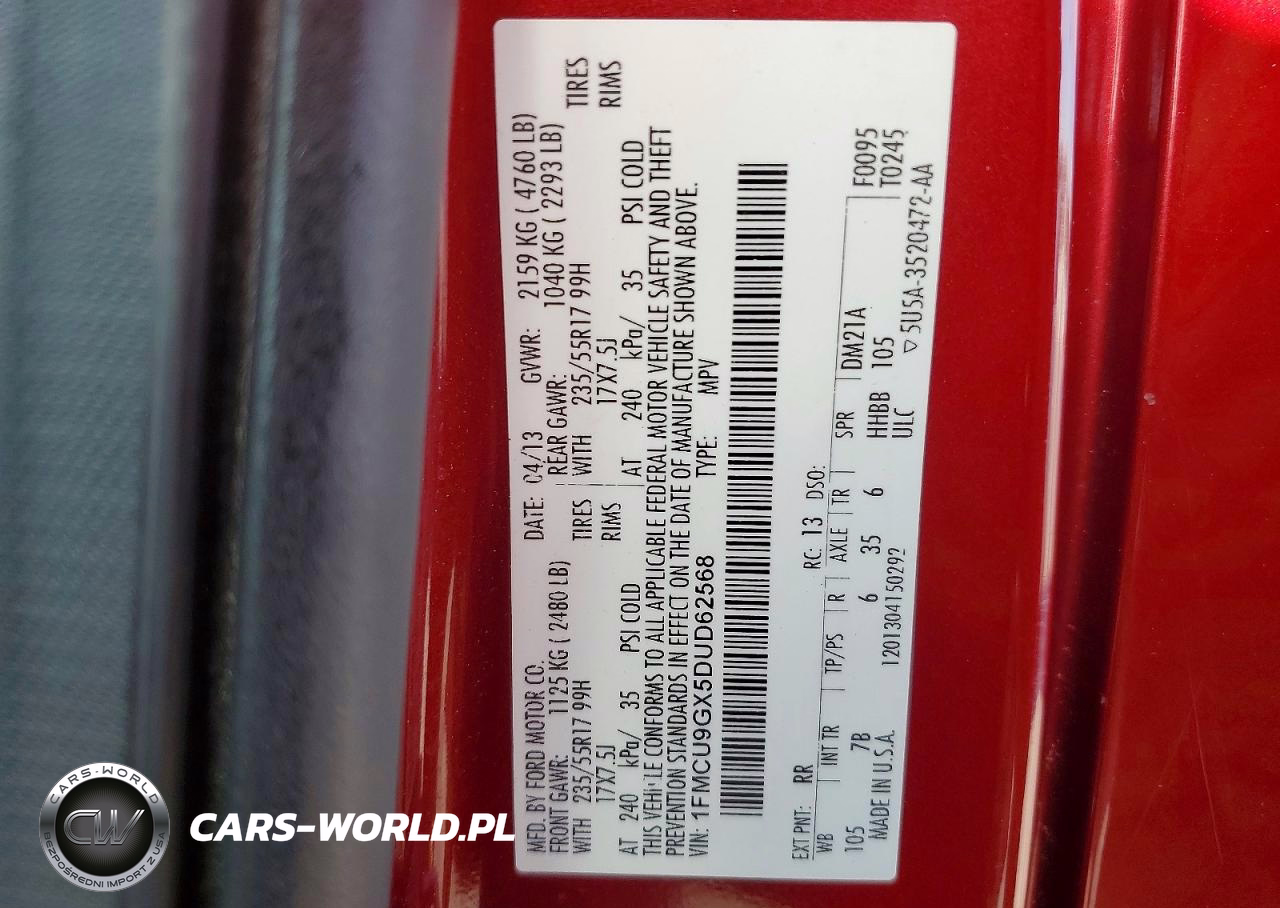 MFD. BY FORD MOTOR CO. DATE: 04/13 GVWR: 2159 KG ( 4760 LB)
FRONT GAWR: 1125 KG ( 2480 LB) REAR GAWR: 1040 KG ( 2293 LB)
WITH 235/55R17 99H TIRES WITH 235/55R17 99H TIRES
17X7.5J RIMS 17X7.5J RIMS
AT 240 kPa/ 35 PSI COLD AT 240 kPa/ 35 PSI COLD
THIS VEHICLE CONFORMS TO ALL APPLICABLE FEDERAL MOTOR VEHICLE SAFETY AND THEFT
PREVENTION STANDARDS IN EFFECT ON THE DATE OF MANUFACTURE SHOWN ABOVE.
VIN: 1FMCU9GX5DUD62568 TYPE: MPV
EXT PNT: RR RC: 13 DSO:
WB INT TR TP/PS R AXLE TR SPR DM21A F0095
105 7B 6 35 6 HHBB 105 T0245
MADE IN U.S.A. 1201304150292 ULC ▽ 5U5A-3520472-AA
CARS-WORLD
CW
BEZPOŚREDNI IMPORT Z USA
CARS-WORLD.PL